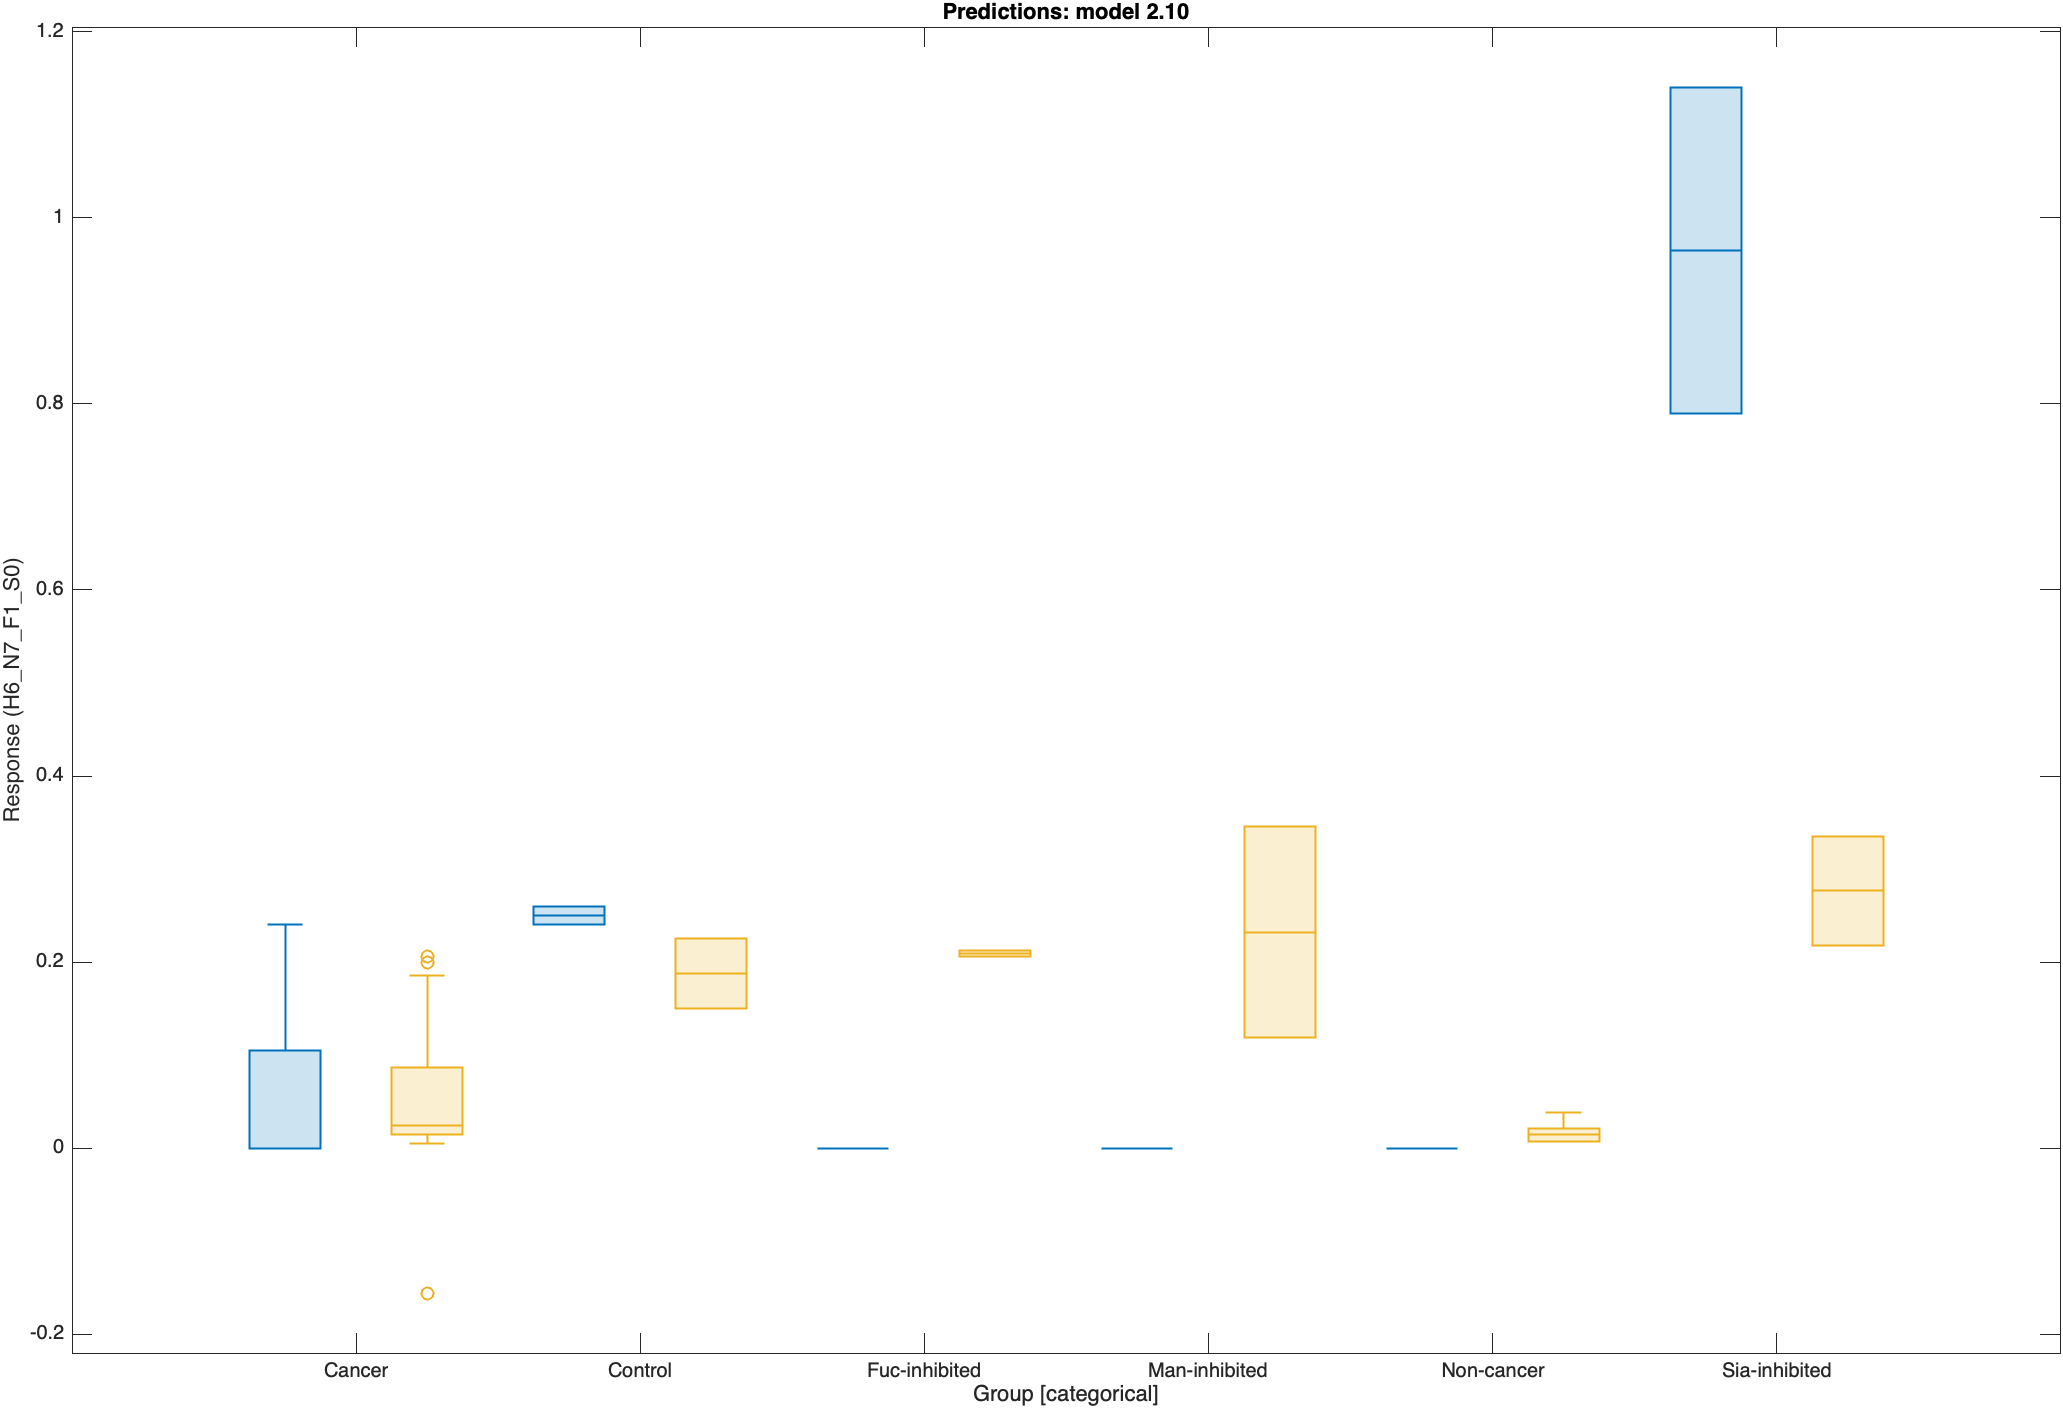 Predictions: model 2.10
1.2
1
0.8
0.6
0.4
0.2
0
-0.2
Response (H6_N7_F1_S0)
Cancer Control Fuc-inhibited Man-inhibited Non-cancer Sia-inhibited
Group [categorical]